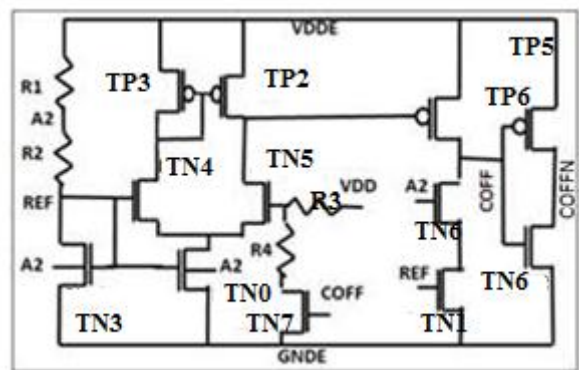 VDDE
TP5
TP3
TP2
TP6
R1
A2
R2
TN4
TN5
REF
VDD
R3
A2
COFF
COFFN
R4
TN6
A2
A2
TN0
COFF
REF
TN6
TN3
TN7
TN1
GNDE